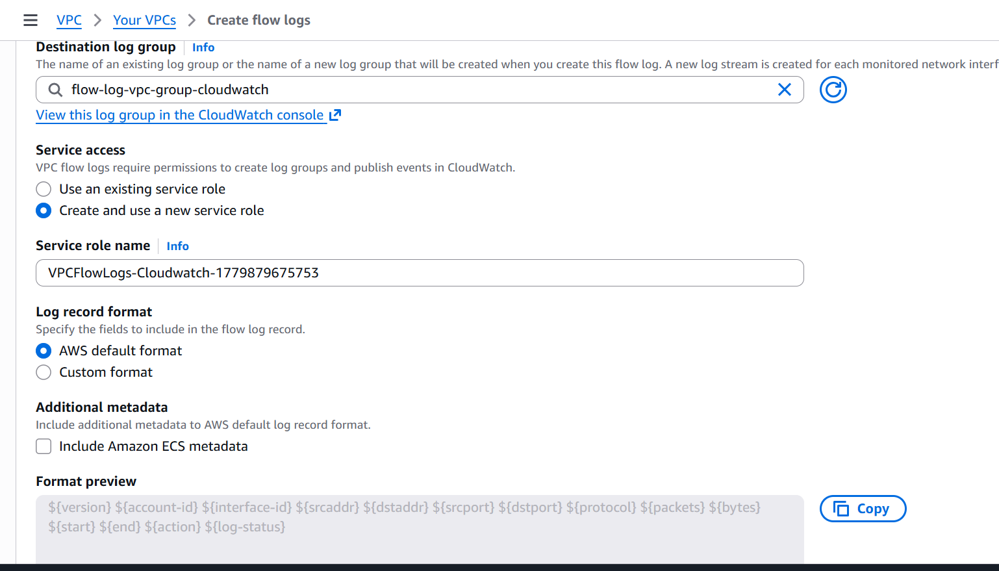 VPC > Your VPCs > Create flow logs
Destination log group Info
The name of an existing log group or the name of a new log group that will be created when you create this flow log. A new log stream is created for each monitored network
flow-log-vpc-group-cloudwatch
View this log group in the CloudWatch console
Service access
VPC flow logs require permissions to create log groups and publish events in CloudWatch.
Use an existing service role
Create and use a new service role
Service role name Info
VPCFlowLogs-Cloudwatch-1779879675753
Log record format
Specify the fields to include in the flow log record.
AWS default format
Custom format
Additional metadata
Include additional metadata to AWS default log record format.
Include Amazon ECS metadata
Format preview
${version} ${account-id} ${interface-id} ${srcaddr} ${dstaddr} ${srcport} ${dstport} ${protocol} ${packets} ${bytes}
${start} ${end} ${action} ${log-status}
Copy